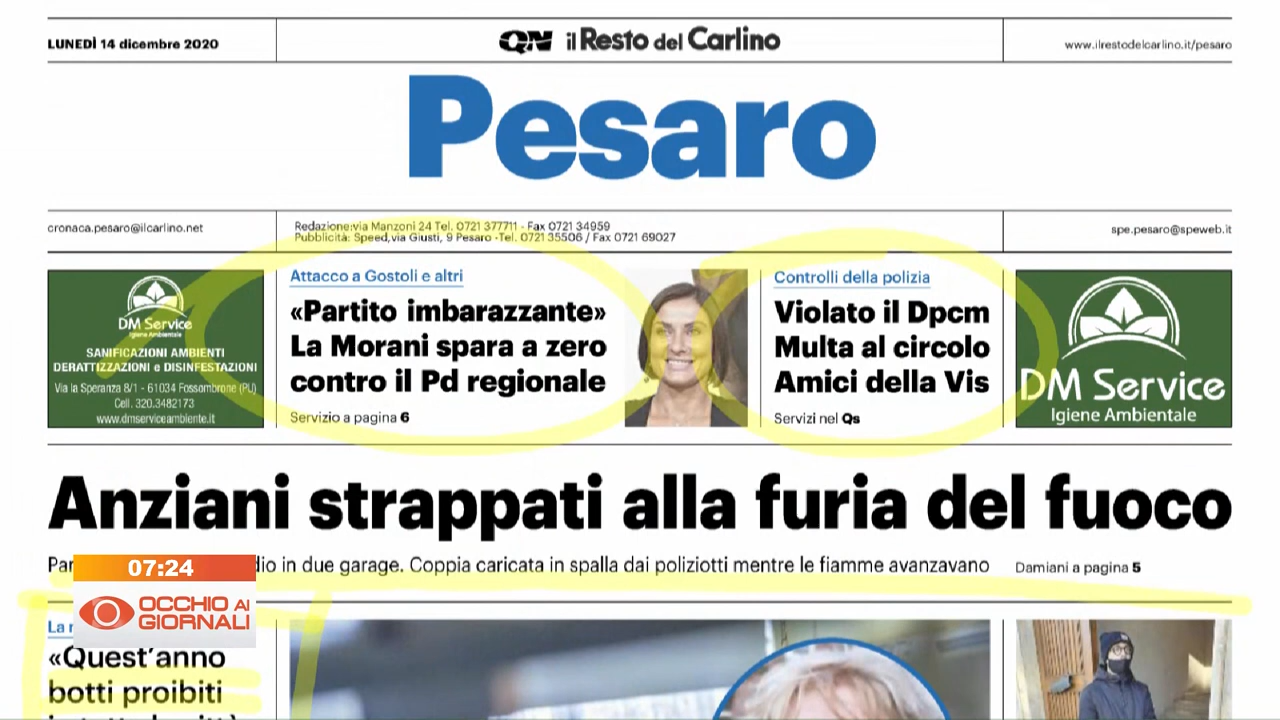 LUNEDÌ 14 dicembre 2020
QN il Resto del Carlino
www.ilrestodelcarlino.it/pesaro
Pesaro
cronaca.pesaro@ilcarlino.net
Redazione:via Manzoni 24 Tel. 0721 377711 - Fax 0721 34959
Pubblicità: Speed,via Giusti, 9 Pesaro -Tel. 0721 35506 / Fax 0721 69027
spe.pesaro@speweb.it
DM Service
Igiene Ambientale
SANIFICAZIONI AMBIENTI
DERATTIZZAZIONI e DISINFESTAZIONI
Via la Speranza 8/1 - 61034 Fossombrone (PU)
Cell. 320.3482173
www.dmserviceambiente.it
Attacco a Gostoli e altri
«Partito imbarazzante»
La Morani spara a zero
contro il Pd regionale
Servizio a pagina 6
Controlli della polizia
Violato il Dpcm
Multa al circolo
Amici della Vis
Servizi nel Qs
DM Service
Igiene Ambientale
Anziani strappati alla furia del fuoco
in due garage. Coppia caricata in spalla dai poliziotti mentre le fiamme avanzavano
Damiani a pagina 5
07:24
OCCHIO AI
GIORNALI
La
«Quest'anno
botti proibiti